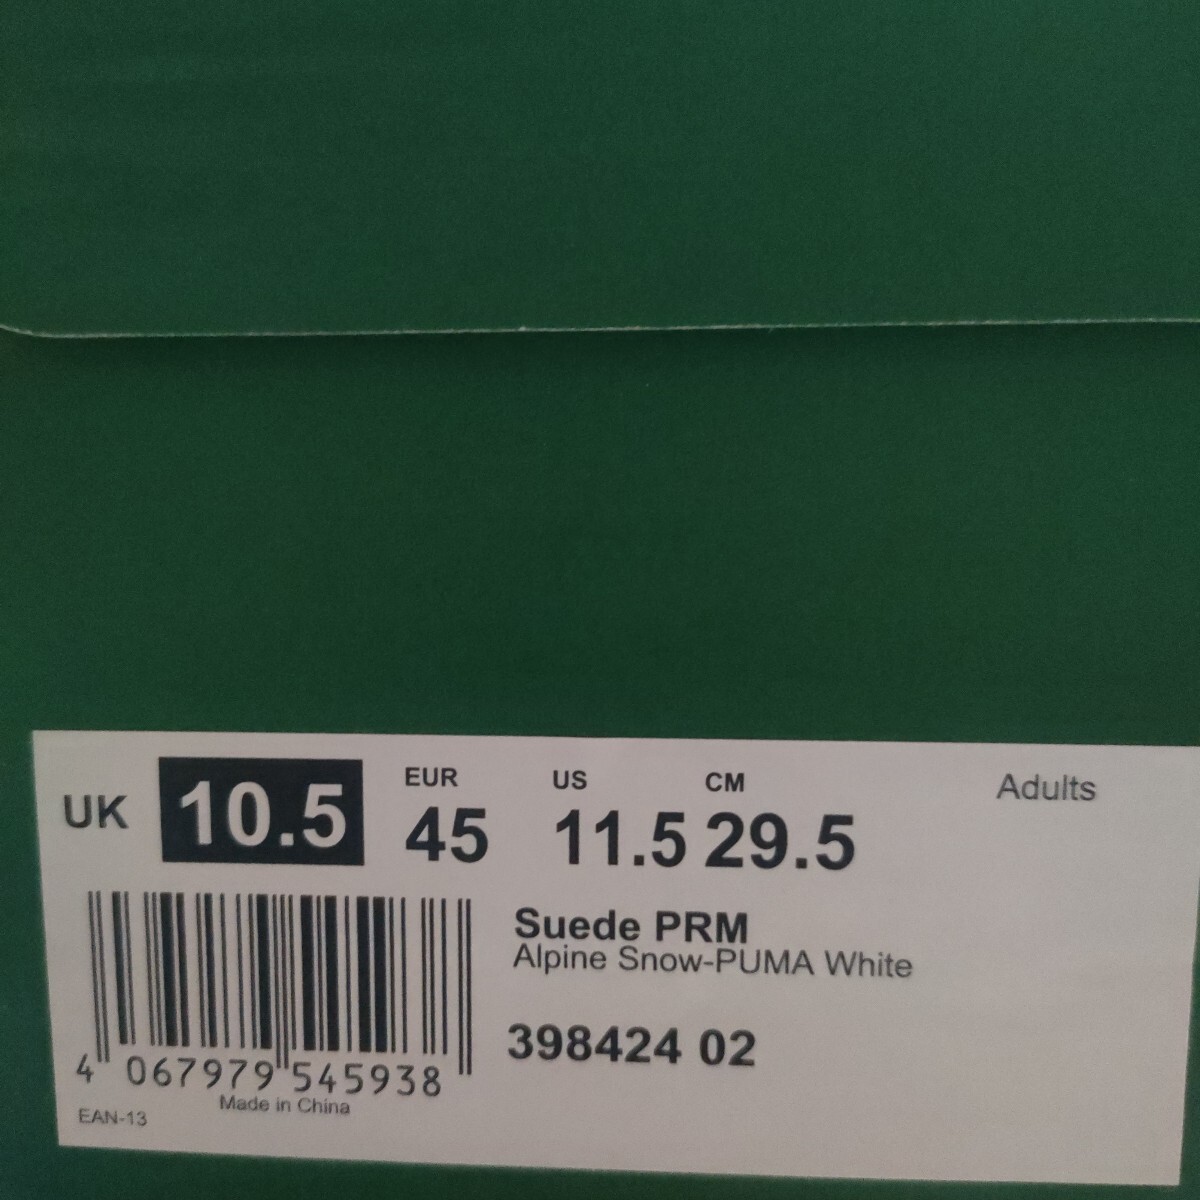 EUR US CM Adults
UK 10.5 45 11.5 29.5
Suede PRM
Alpine Snow-PUMA White
398424 02
4 067979 545938
Made in China
EAN-13